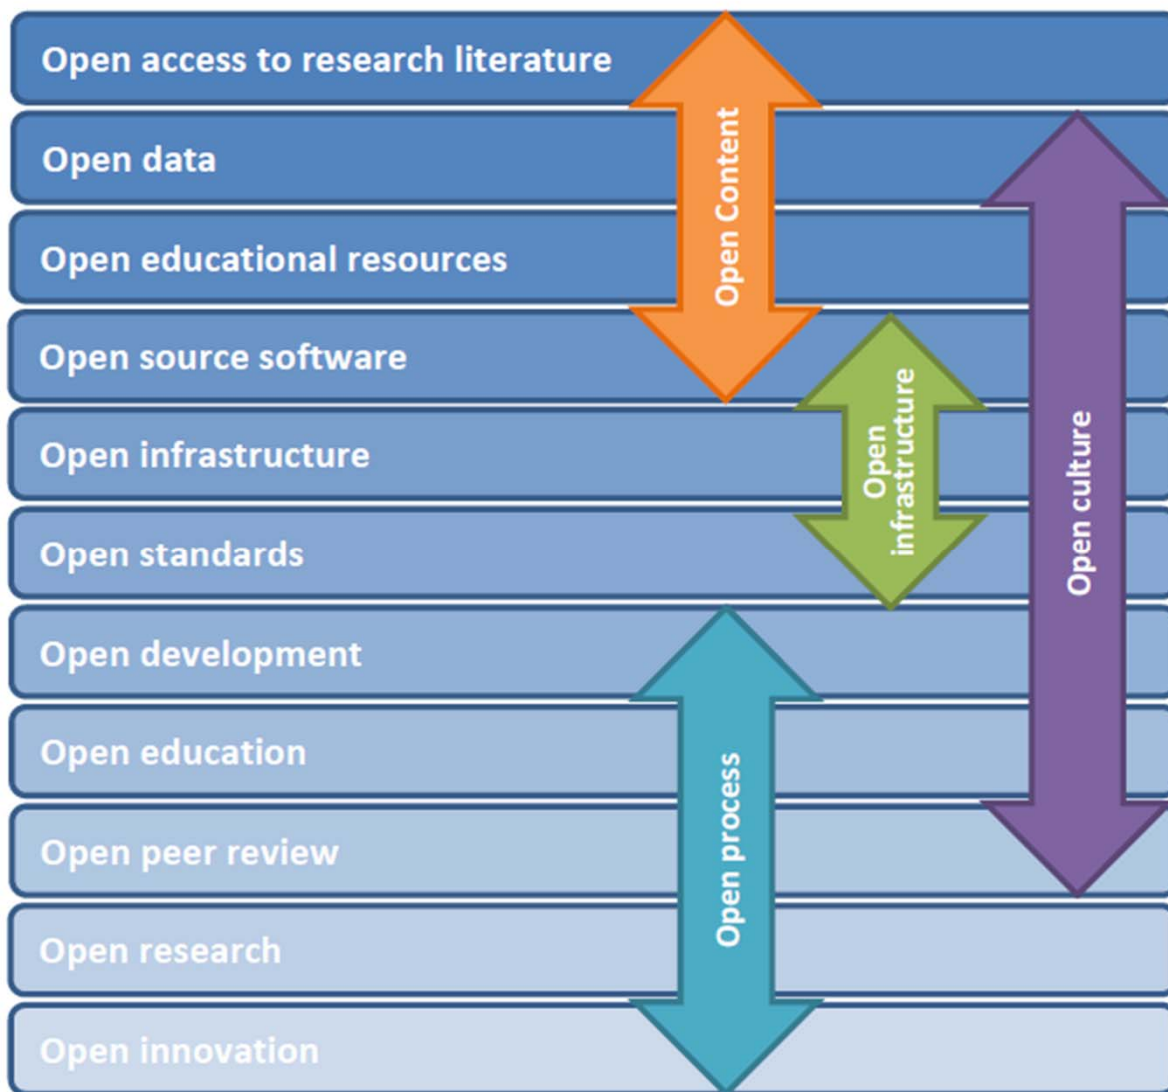 Open access to research literature
Open data
Open educational resources
Open source software
Open infrastructure
Open standards
Open development
Open education
Open peer review
Open research
Open innovation
Open Content
Open
infrastructure
Open culture
Open process